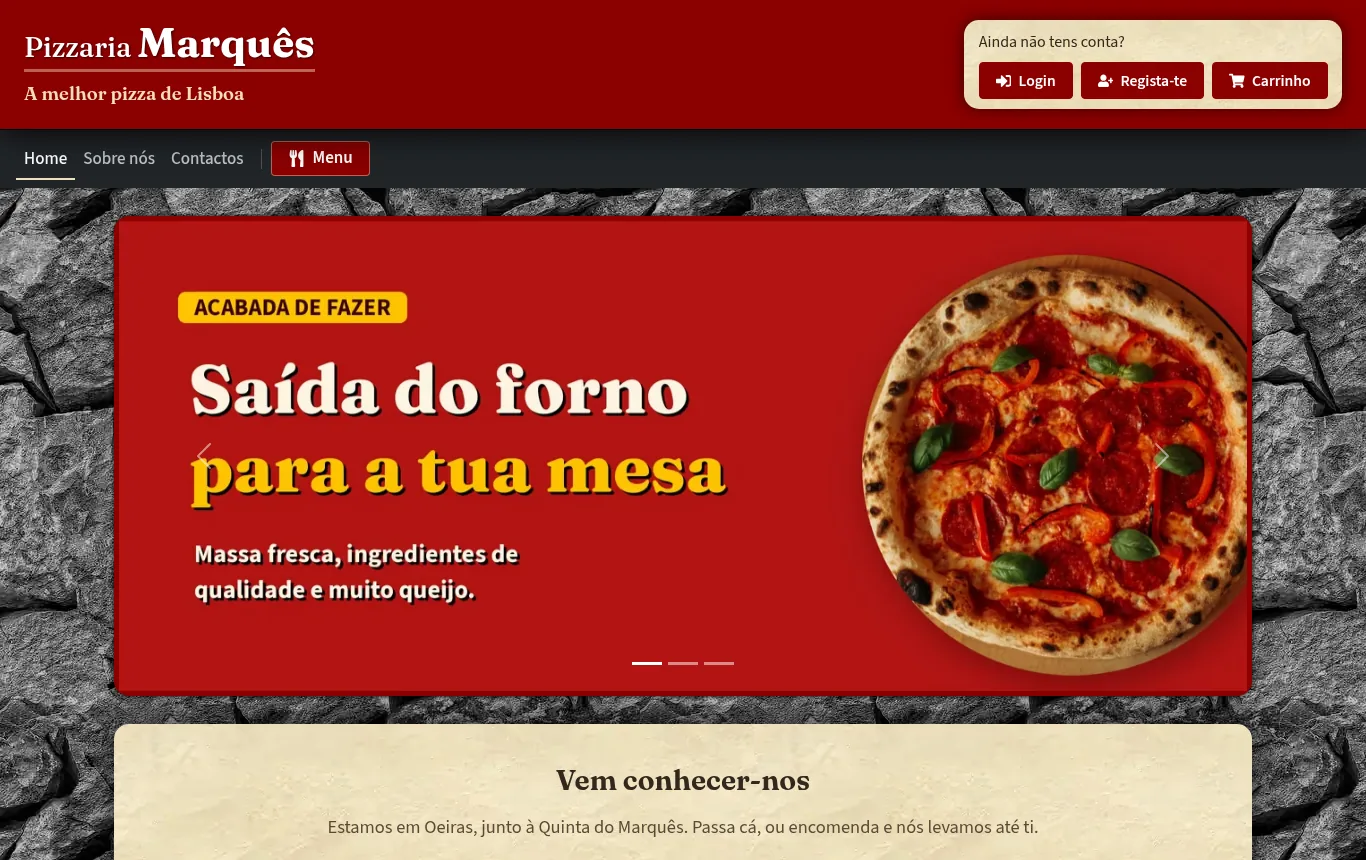 Pizzaria Marquês
A melhor pizza de Lisboa
Ainda não tens conta?
Login
Regista-te
Carrinho
Home
Sobre nós
Contactos
Menu
ACABADA DE FAZER
Saída do forno
para a tua mesa
Massa fresca, ingredientes de
qualidade e muito queijo.
Vem conhecer-nos
Estamos em Oeiras, junto à Quinta do Marquês. Passa cá, ou encomenda e nós levamos até ti.